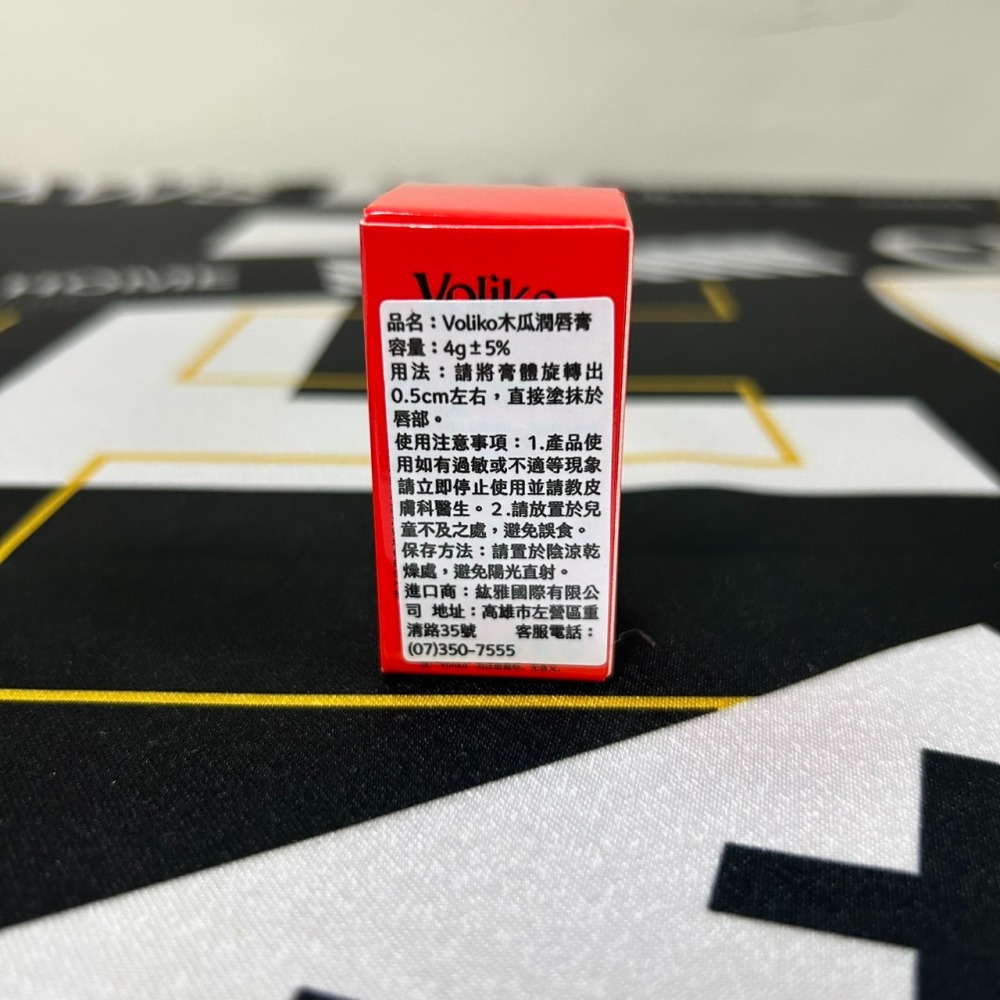 Voliko
品名：Voliko木瓜潤唇膏
容量：4g±5%
用法：請將膏體旋轉出
0.5cm左右，直接塗抹於
唇部。
使用注意事項：1.產品使
用如有過敏或不適等現象
請立即停止使用並請教皮
膚科醫生。2.請放置於兒
童不及之處，避免誤食。
保存方法：請置於陰涼乾
燥處，避免陽光直射。
進口商：紘雅國際有限公
司 地址：高雄市左營區重
清路35號 客服電話：
(07)350-7555
HOME